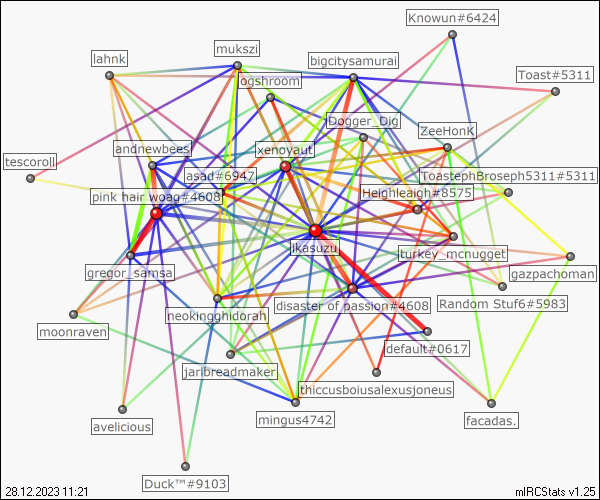 Knowun#6424
mukszi
lahnk
bigcitysamurai
Toast#5311
ogshroom
Dogger_Dig
ZeeHonk
andnewbees
xenoyaut
tescoroll
asad#6947
ToastephBroseph5311#5311
pink hair woag#4608
Heighleaigh#8575
ikasuzu
turkey_mcnugget
gregor_samsa
gazpachoman
disaster of passion#4608
Random Stuf6#5983
neokingghidorah
moonraven
default#0617
jarlbreadmaker
thiccusboiusalexusjoneus
avelicious
mingus4742
facadas.
Duck™#9103
28.12.2023 11:21
mIRCStats v1.25